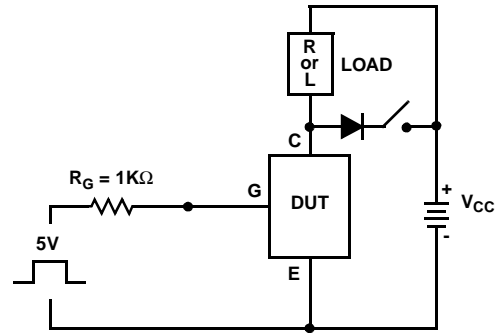 R
or
L
LOAD
C
R_G = 1KΩ
G
DUT
+
V_CC
-
5V
E